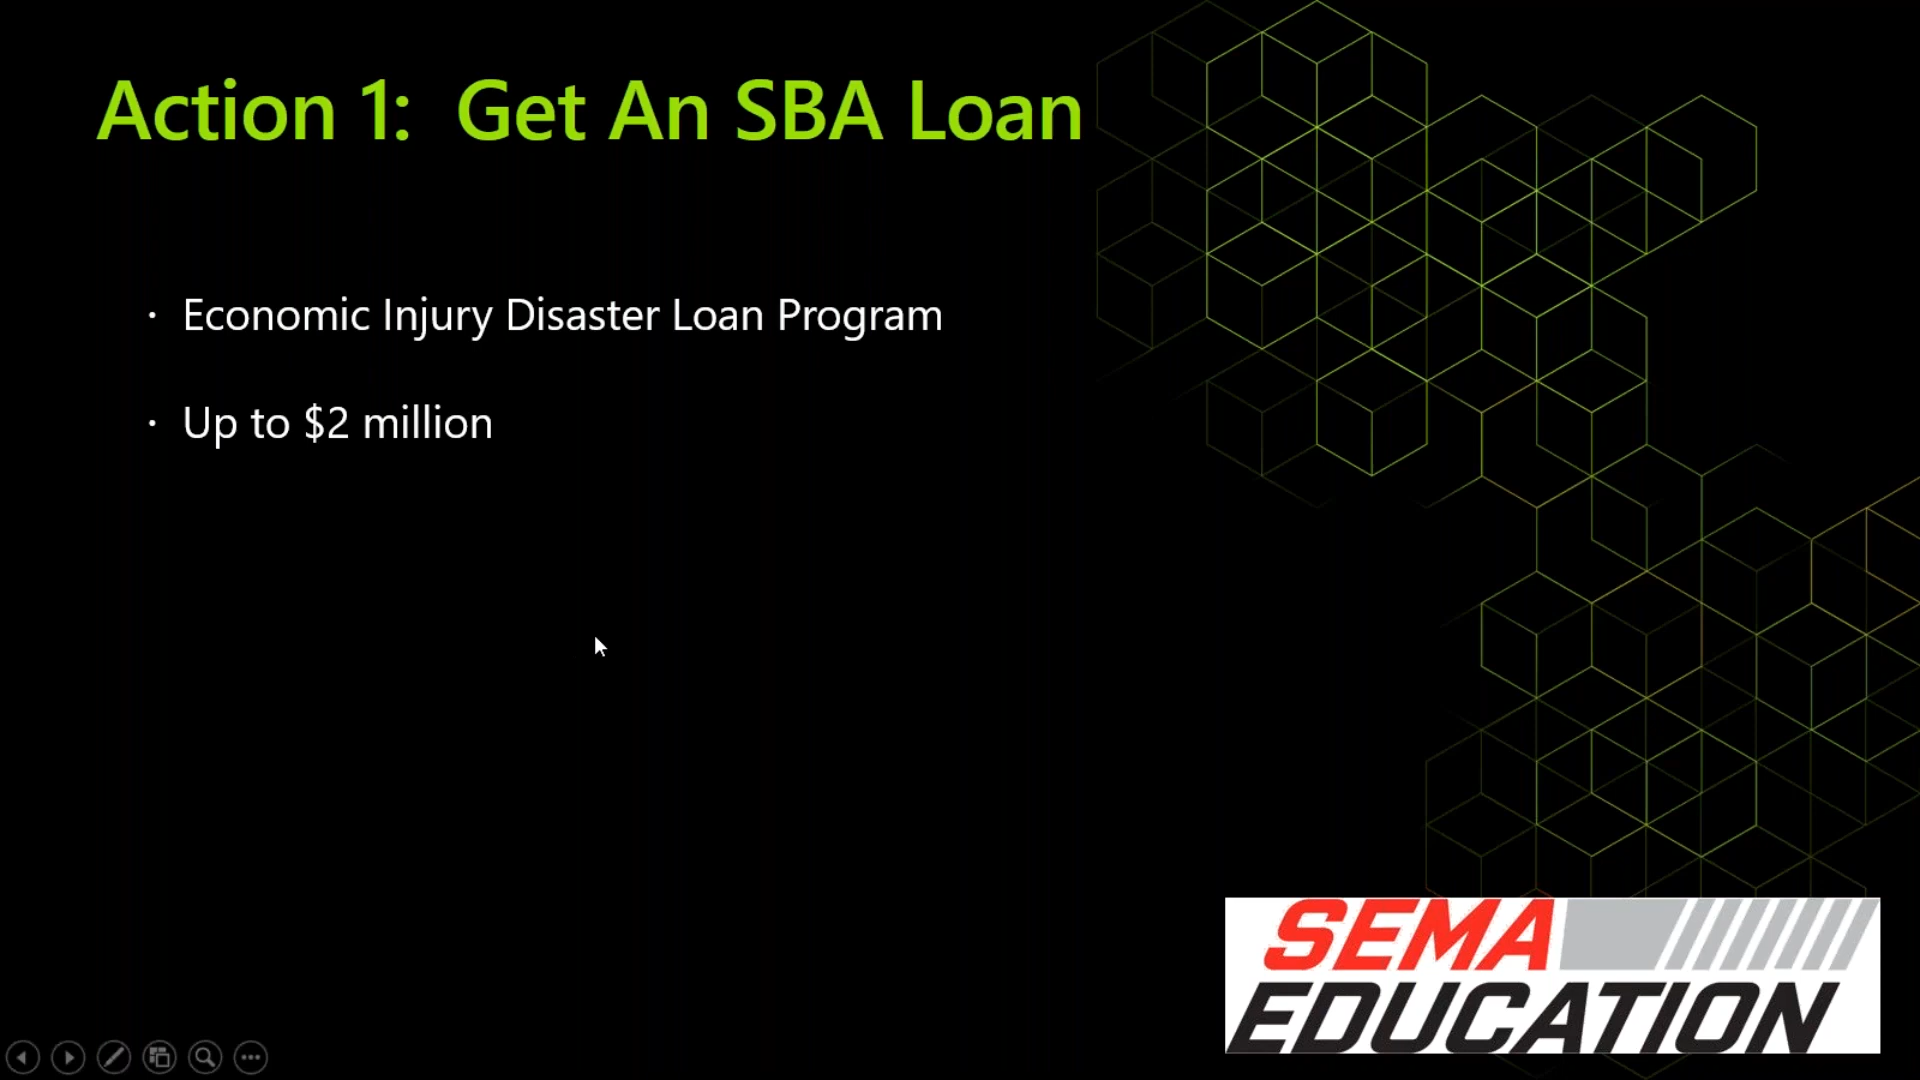 Action 1: Get An SBA Loan
· Economic Injury Disaster Loan Program
· Up to $2 million
SEMA
EDUCATION